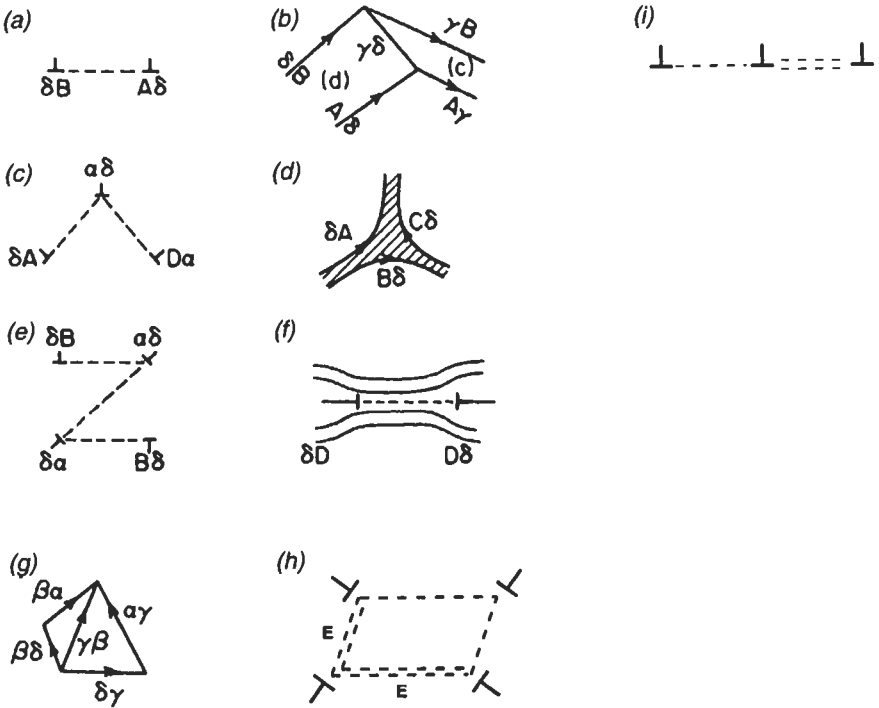 (a)
δB Aδ
(b)
γB
γδ
δB
(d)
(c)
Aδ
Aγ
(i)
(c)
αδ
δA
Dα
(d)
δA
Cδ
Bδ
(e)
δB αδ
δα Bδ
(f)
δD Dδ
(g)
βα
αγ
γβ
βδ
δγ
(h)
E
E